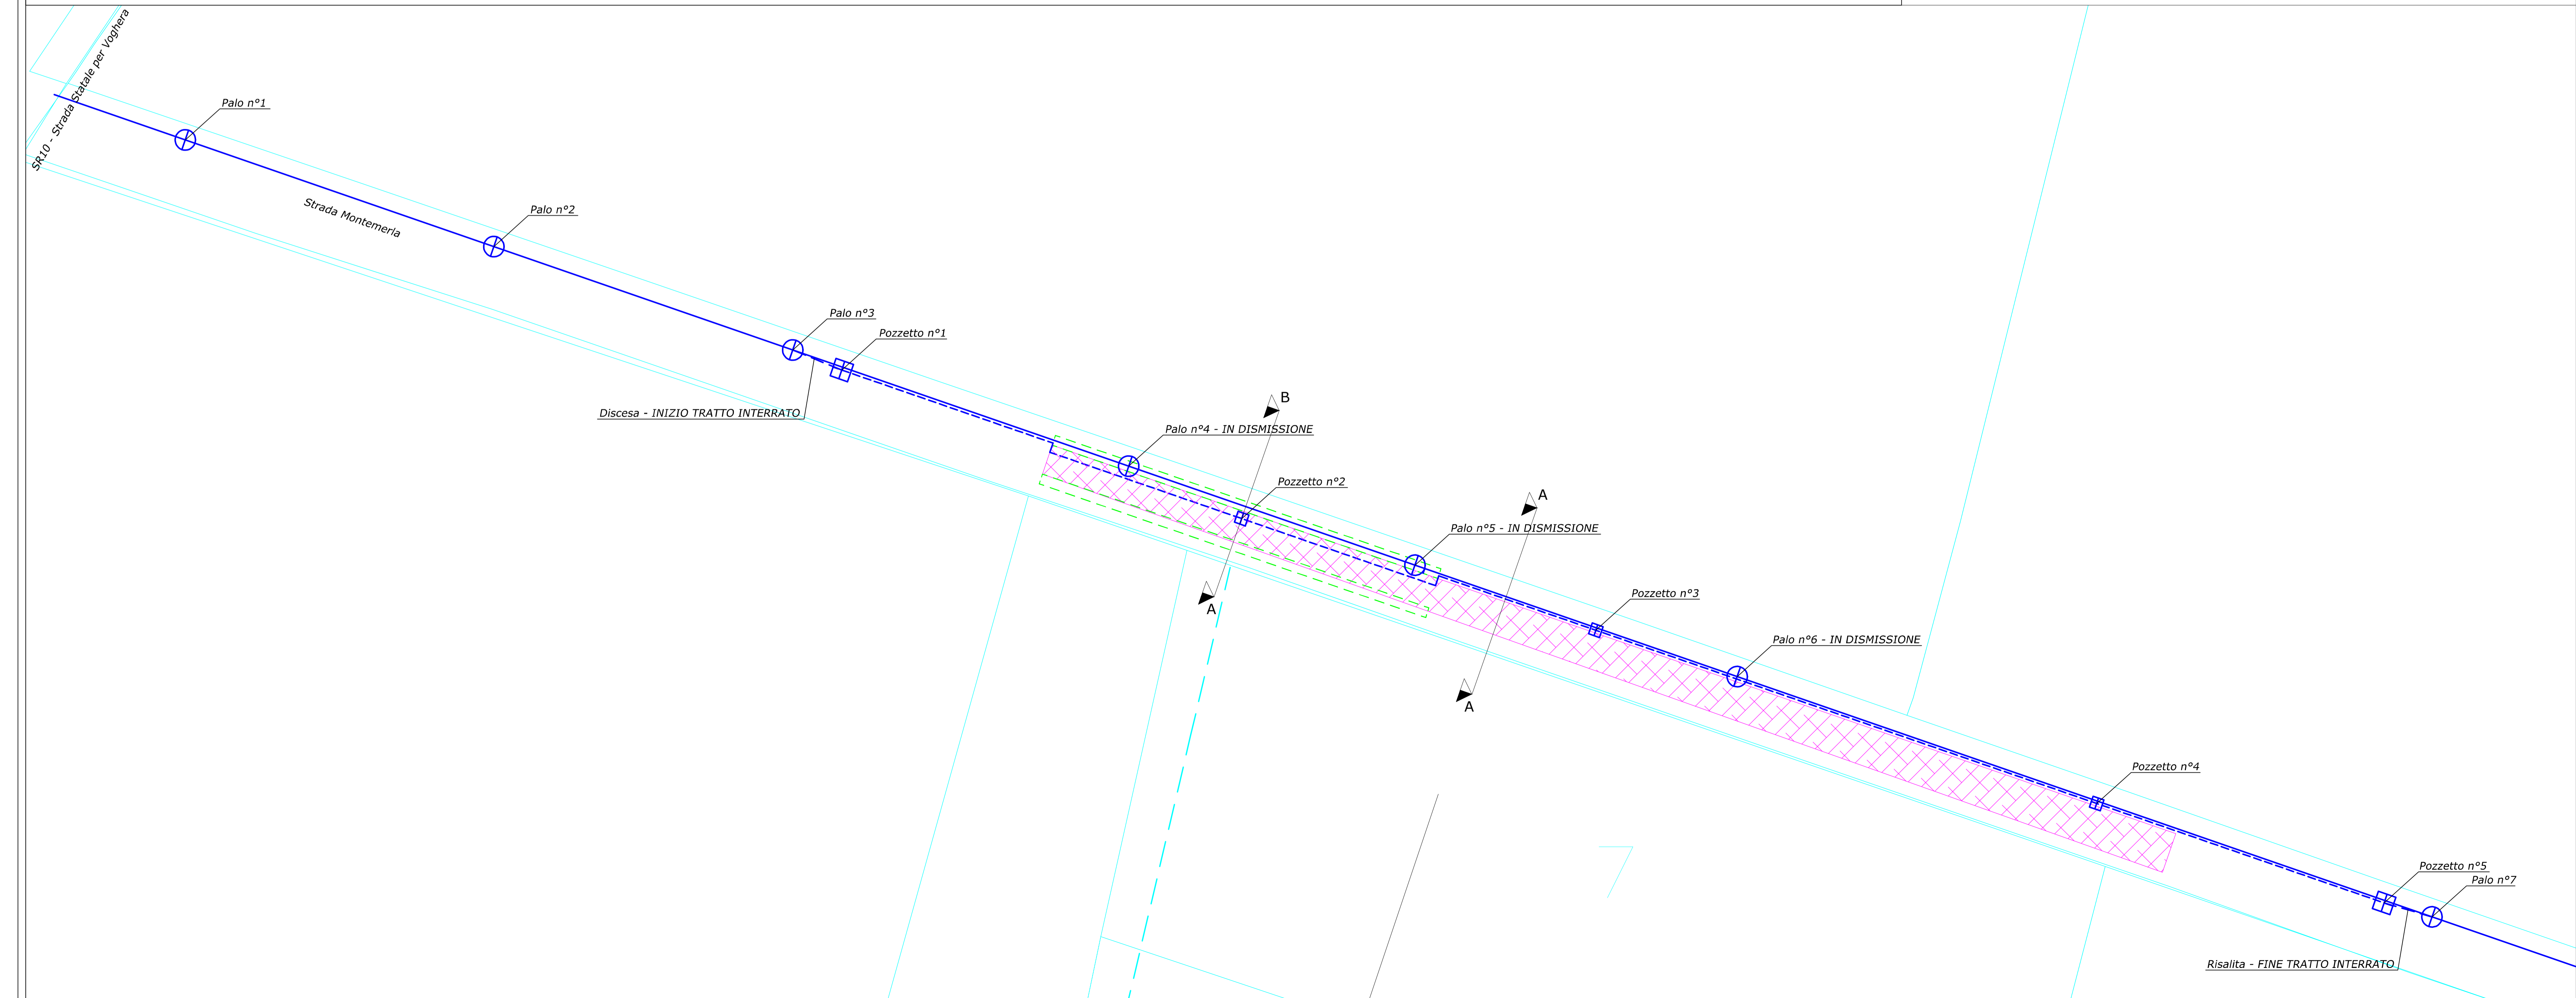 SR10 - Strada Statale per Voghera
Palo n°1
Strada Montemerla
Palo n°2
Palo n°3
Pozzetto n°1
Discesa - INIZIO TRATTO INTERRATO
B
Palo n°4 - IN DISMISSIONE
Pozzetto n°2
A
A
Palo n°5 - IN DISMISSIONE
Pozzetto n°3
A
Palo n°6 - IN DISMISSIONE
Pozzetto n°4
Pozzetto n°5
Palo n°7
Risalita - FINE TRATTO INTERRATO